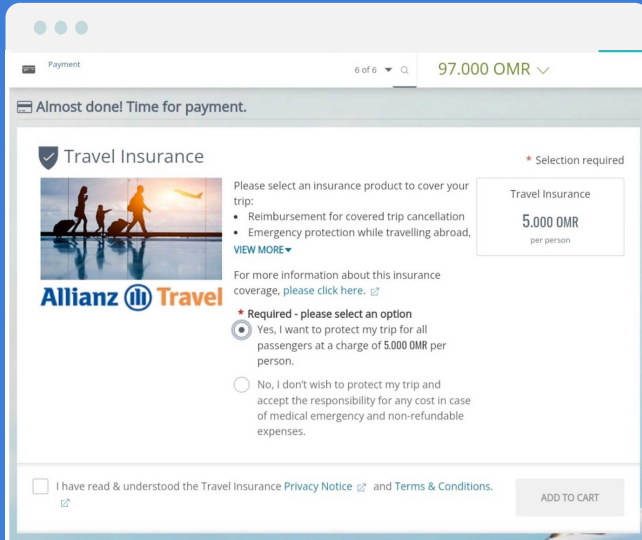 Payment
6 of 6
97.000 OMR
Almost done! Time for payment.
Travel Insurance
* Selection required
Allianz Travel
Please select an insurance product to cover your
trip:
• Reimbursement for covered trip cancellation
• Emergency protection while travelling abroad,
VIEW MORE
For more information about this insurance
coverage, please click here.
* Required - please select an option
Yes, I want to protect my trip for all
passengers at a charge of 5.000 OMR per
person.
No, I don't wish to protect my trip and
accept the responsibility for any cost in case
of medical emergency and non-refundable
expenses.
Travel Insurance
5.000 OMR
per person
I have read & understood the Travel Insurance Privacy Notice and Terms & Conditions.
ADD TO CART